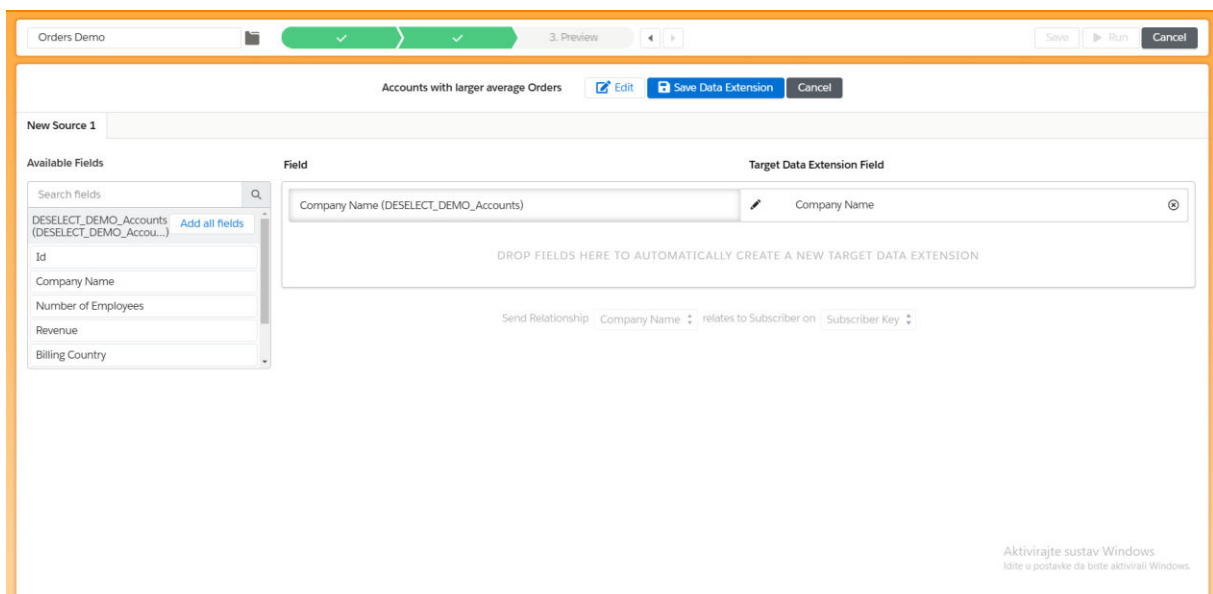 Orders Demo
3. Preview
Save
Run
Cancel
Accounts with larger average Orders
Edit
Save Data Extension
Cancel
New Source 1
Available Fields
Field
Target Data Extension Field
Search fields
DESELECT_DEMO_Accounts
(DESELECT_DEMO_Accou...)
Add all fields
Id
Company Name
Number of Employees
Revenue
Billing Country
Company Name (DESELECT_DEMO_Accounts)
Company Name
DROP FIELDS HERE TO AUTOMATICALLY CREATE A NEW TARGET DATA EXTENSION
Send Relationship Company Name relates to Subscriber on Subscriber Key
Aktivirajte sustav Windows
Idite u postavke da biste aktivirali Windows.